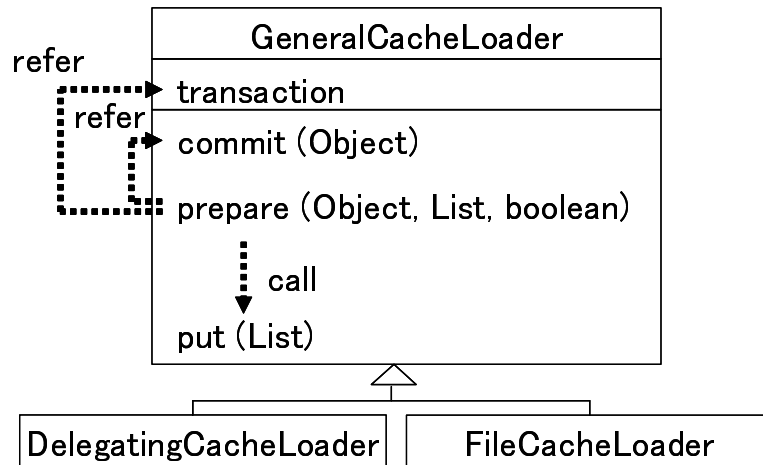 GeneralCacheLoader
refer
transaction
refer
commit (Object)
prepare (Object, List, boolean)
call
put (List)
DelegatingCacheLoader
FileCacheLoader